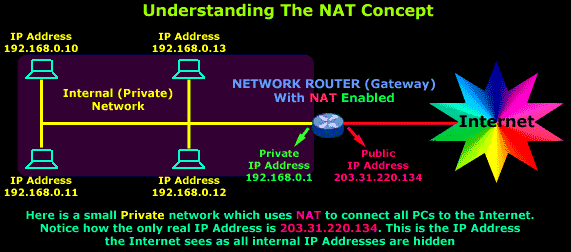 Understanding The NAT Concept
IP Address
192.168.0.10
IP Address
192.168.0.13
Internal (Private)
Network
NETWORK ROUTER (Gateway)
With NAT Enabled
Internet
IP Address
192.168.0.11
IP Address
192.168.0.12
Private
IP Address
192.168.0.1
Public
IP Address
203.31.220.134
Here is a small Private network which uses NAT to connect all PCs to the Internet.
Notice how the only real IP Address is 203.31.220.134. This is the IP Address
the Internet sees as all internal IP Addresses are hidden